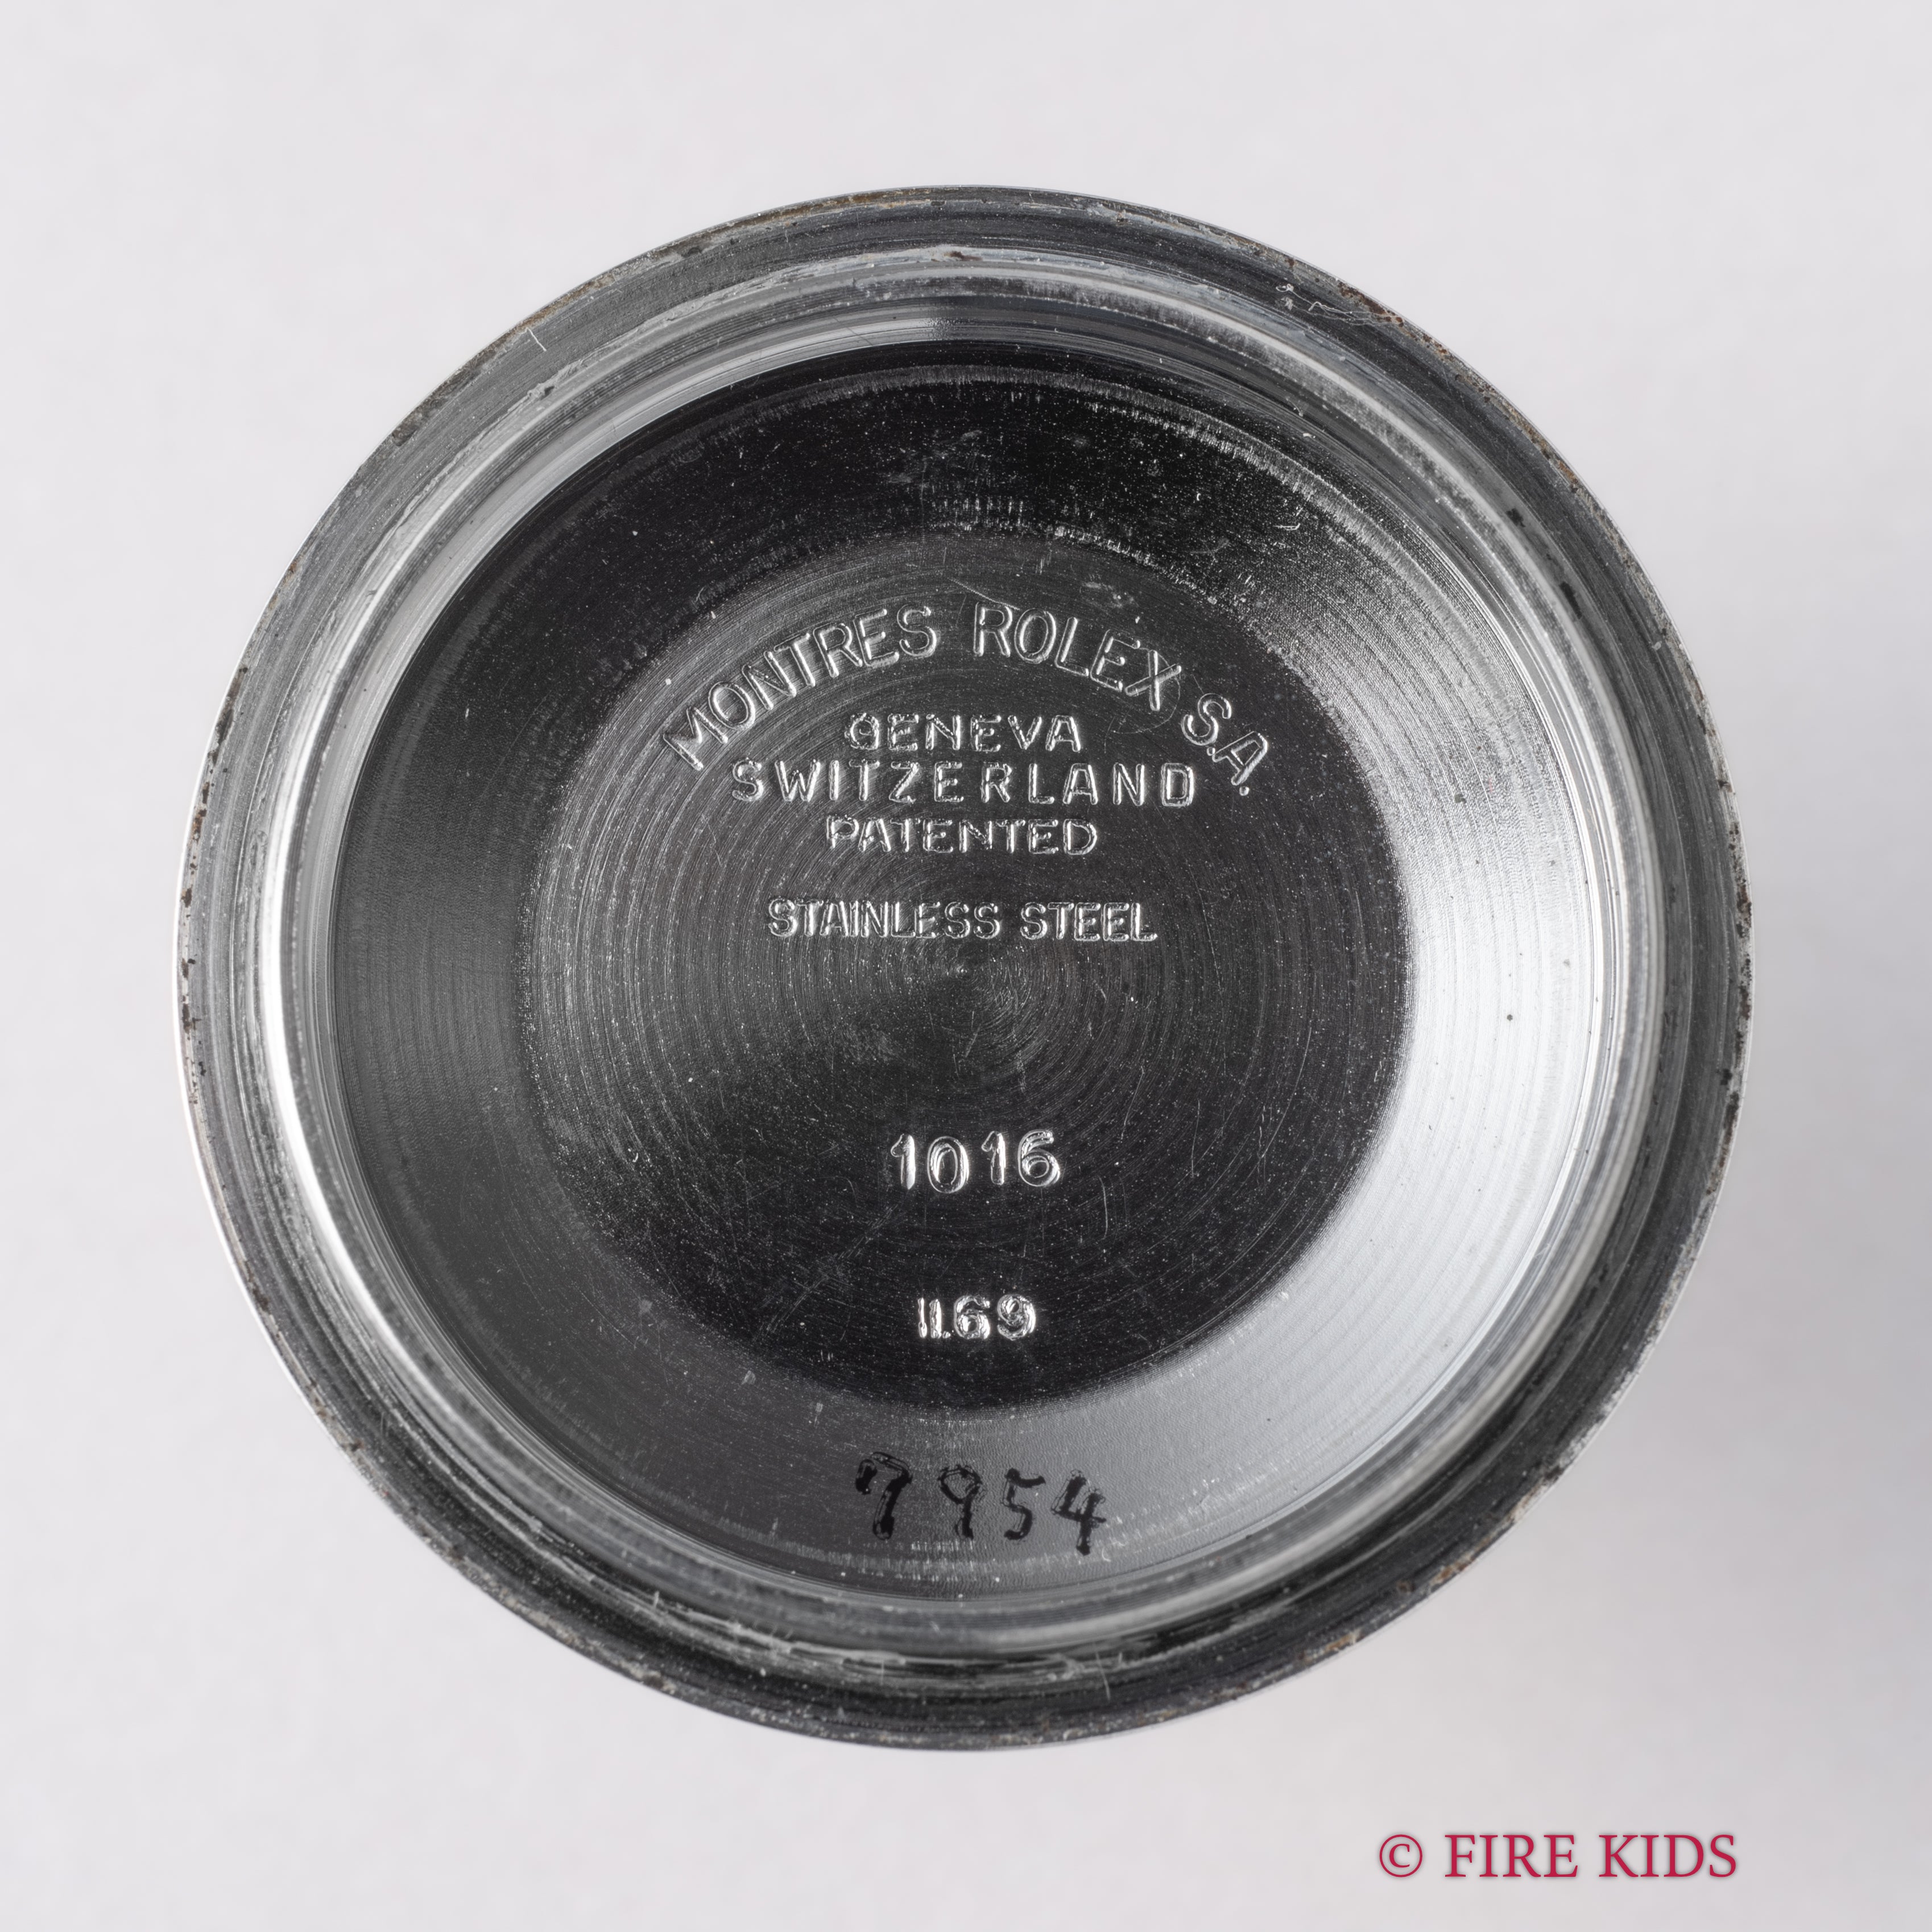 MONTRES ROLEX S.A.
GENEVA
SWITZERLAND
PATENTED
STAINLESS STEEL
1016
II.69
7954
© FIRE KIDS